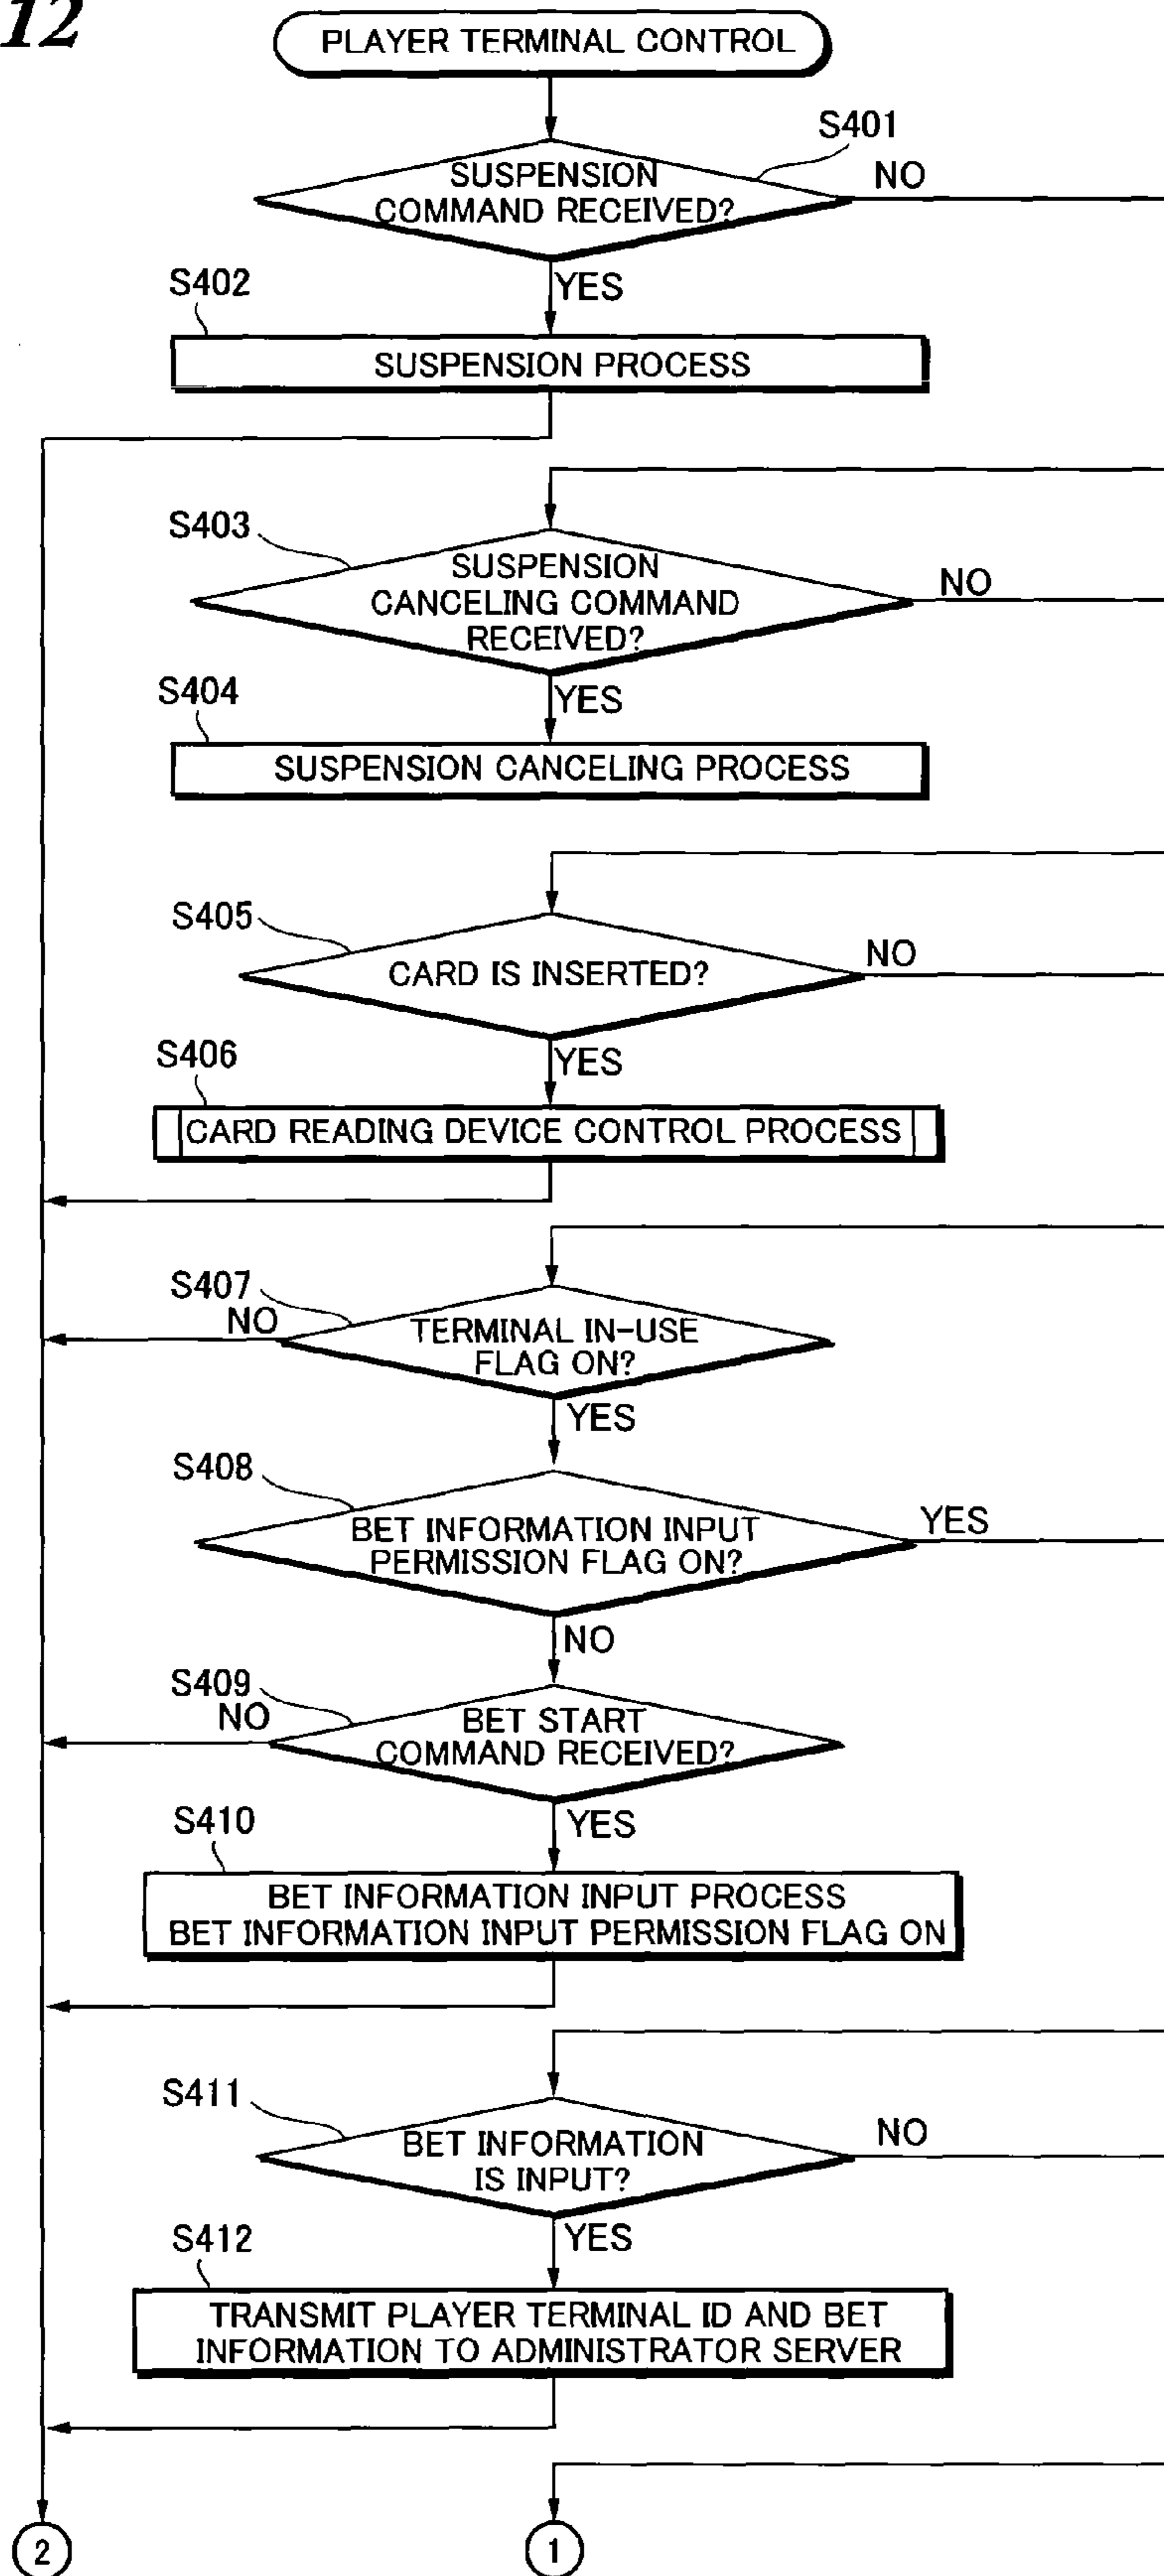 12
PLAYER TERMINAL CONTROL
S401
SUSPENSION
COMMAND RECEIVED?
NO
YES
S402
SUSPENSION PROCESS
S403
SUSPENSION
CANCELING COMMAND
RECEIVED?
NO
YES
S404
SUSPENSION CANCELING PROCESS
S405
CARD IS INSERTED?
NO
YES
S406
CARD READING DEVICE CONTROL PROCESS
S407
NO
TERMINAL IN-USE
FLAG ON?
YES
S408
BET INFORMATION INPUT
PERMISSION FLAG ON?
YES
NO
S409
NO
BET START
COMMAND RECEIVED?
YES
S410
BET INFORMATION INPUT PROCESS
BET INFORMATION INPUT PERMISSION FLAG ON
S411
BET INFORMATION
IS INPUT?
NO
YES
S412
TRANSMIT PLAYER TERMINAL ID AND BET
INFORMATION TO ADMINISTRATOR SERVER
2
1